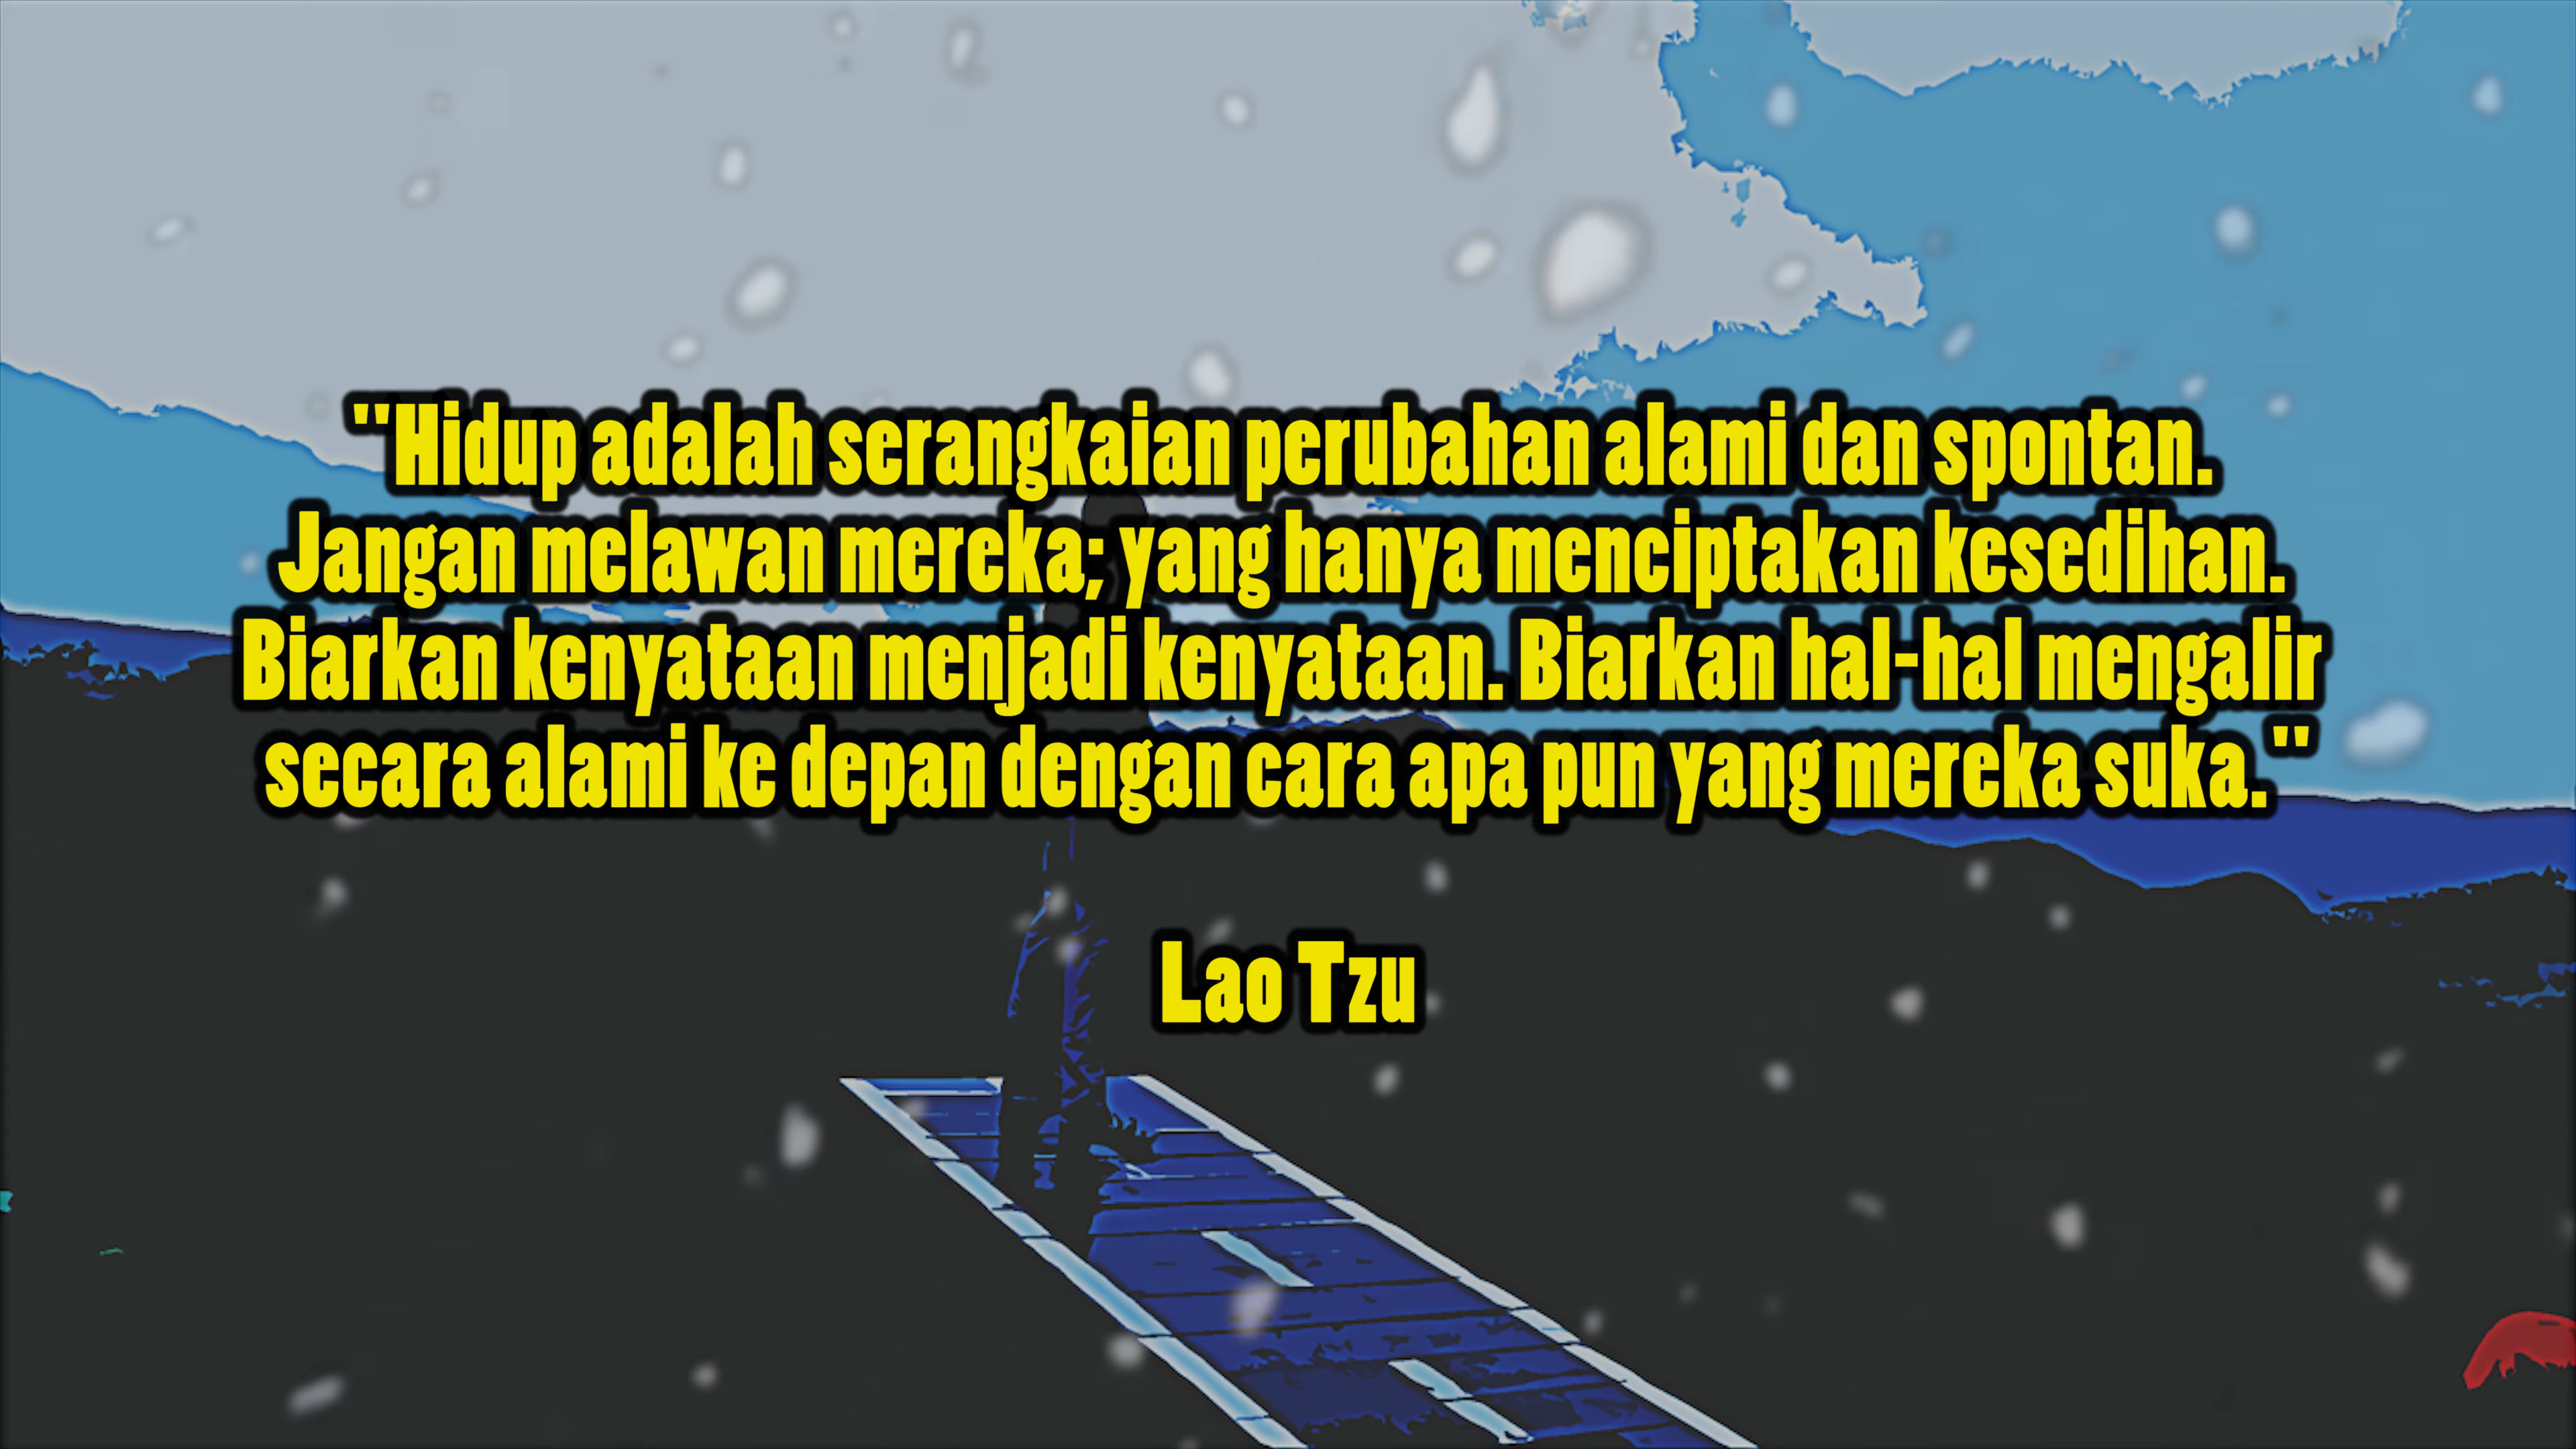 "Hidup adalah serangkaian perubahan alami dan spontan.
Jangan melawan mereka; yang hanya menciptakan kesedihan.
Biarkan kenyataan menjadi kenyataan. Biarkan hal-hal mengalir
secara alami ke depan dengan cara apa pun yang mereka suka."
Lao Tzu